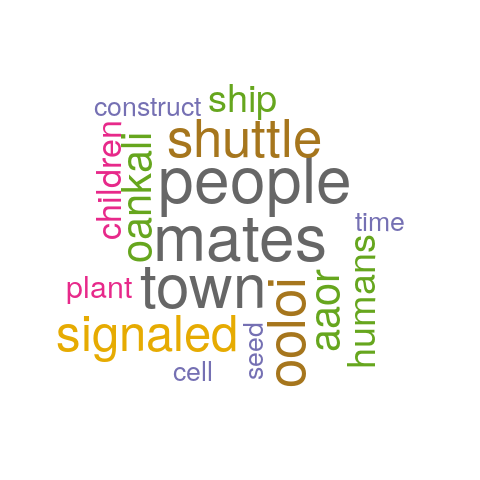 construct
ship
children
oankali
shuttle
people
time
mates
humans
plant
town
ooloi
aaor
signaled
seed
cell